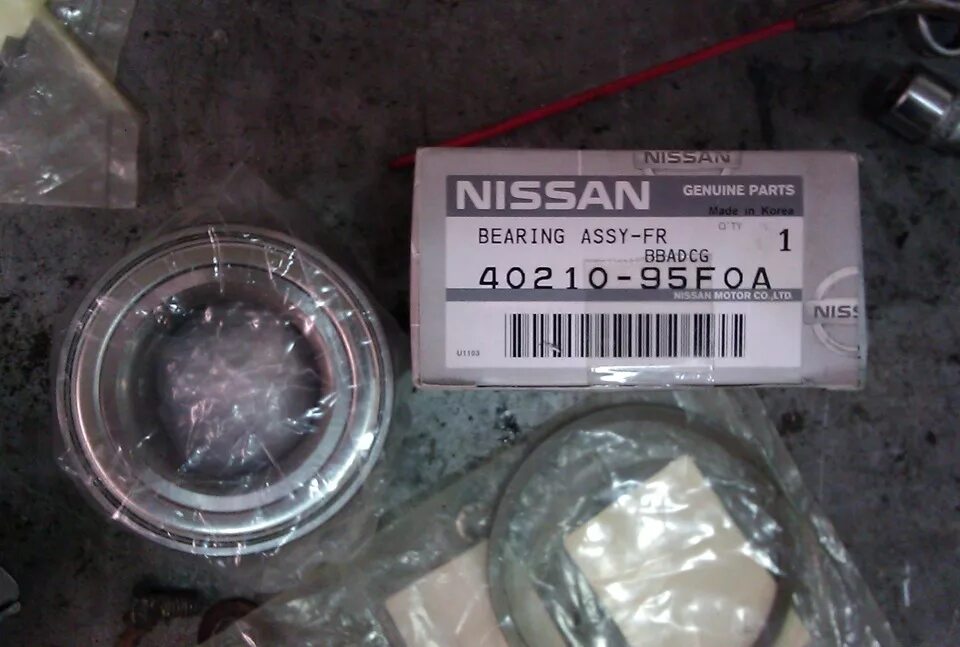 NISSAN
NISSAN GENUINE PARTS
Made in Korea
Q'TY
BEARING ASSY-FR 1
BBADCG
40210-95F0A
NISSAN MOTOR CO.,LTD.
NISS
U1103